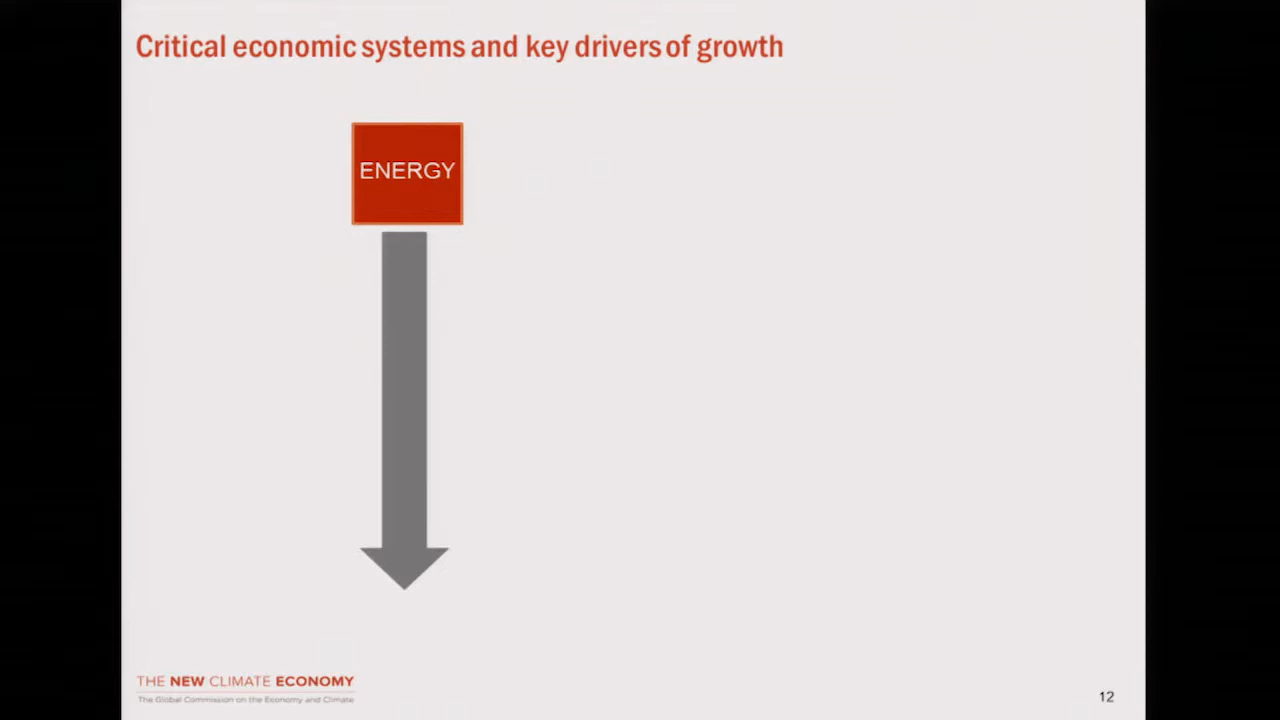 Critical economic systems and key drivers of growth
ENERGY
THE NEW CLIMATE ECONOMY
The Global Commission on the Economy and Climate
12